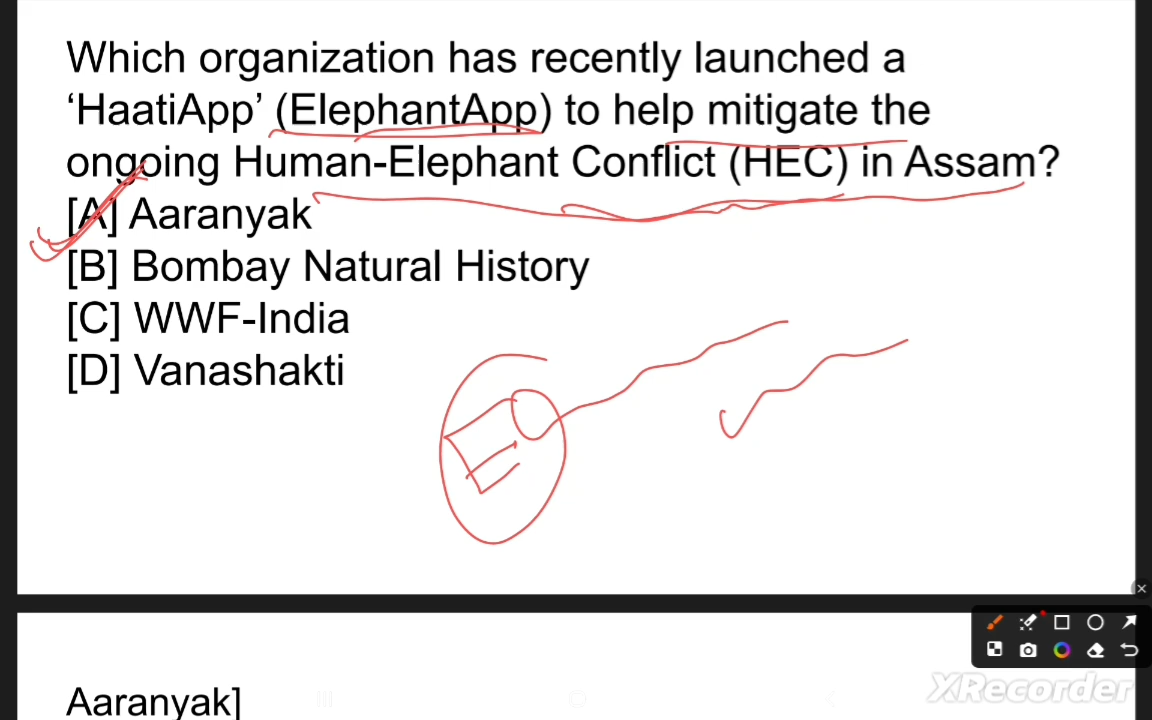 Which organization has recently launched a
‘HaatiApp’ (ElephantApp) to help mitigate the
ongoing Human-Elephant Conflict (HEC) in Assam?
[A] Aaranyak
[B] Bombay Natural History
[C] WWF-India
[D] Vanashakti
Aaranyak]
XRecorder